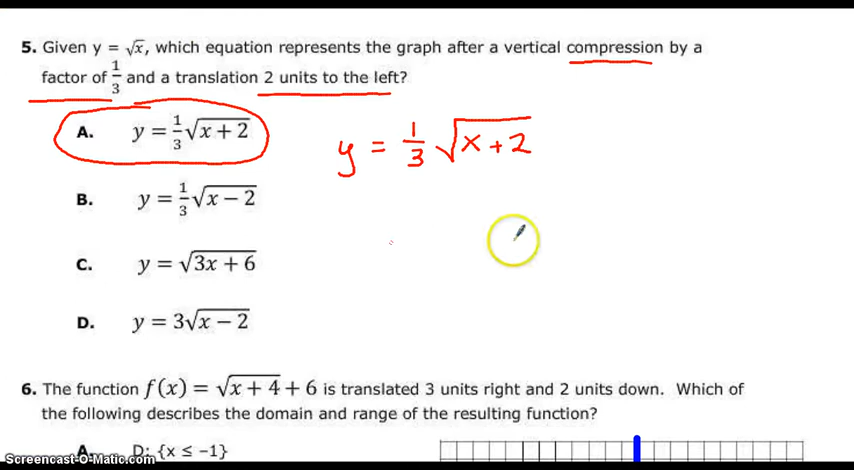 5. Given y = √x, which equation represents the graph after a vertical compression by a
factor of 1/3 and a translation 2 units to the left?
A. y = 1/3 √(x + 2)
y = 1/3 √(x + 2)
B. y = 1/3 √(x − 2)
C. y = √(3x + 6)
D. y = 3√(x − 2)
6. The function f(x) = √(x + 4) + 6 is translated 3 units right and 2 units down. Which of
the following describes the domain and range of the resulting function?
A. D: {x ≤ −1}
Screencast-O-Matic.com